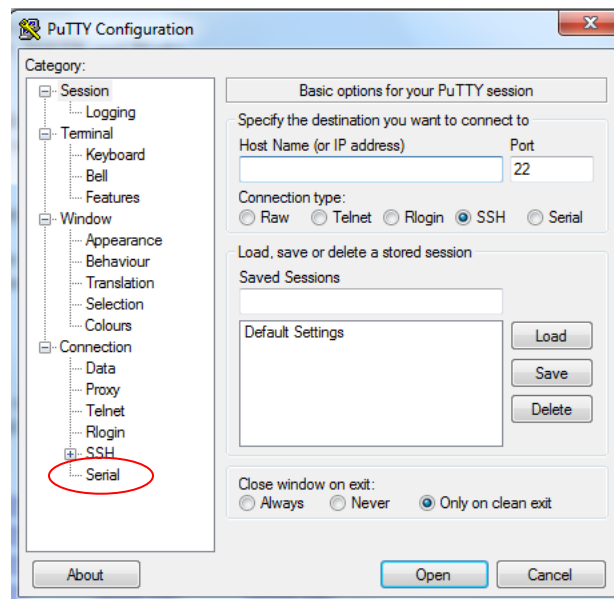 PuTTY Configuration
Category:
Session
Logging
Terminal
Keyboard
Bell
Features
Window
Appearance
Behaviour
Translation
Selection
Colours
Connection
Data
Proxy
Telnet
Rlogin
SSH
Serial
Basic options for your PuTTY session
Specify the destination you want to connect to
Host Name (or IP address) Port
22
Connection type:
Raw Telnet Rlogin SSH Serial
Load, save or delete a stored session
Saved Sessions
Default Settings
Load
Save
Delete
Close window on exit:
Always Never Only on clean exit
About Open Cancel